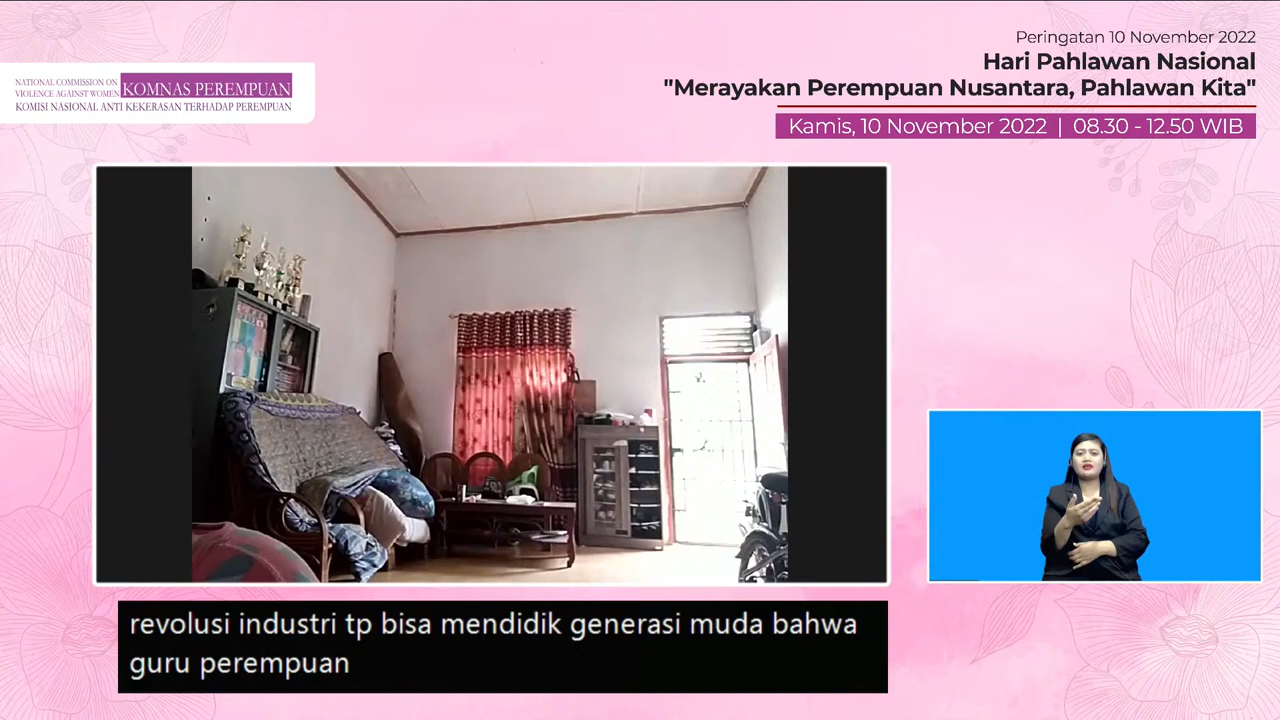 NATIONAL COMMISSION ON
VIOLENCE AGAINST WOMEN
KOMNAS PEREMPUAN
KOMISI NASIONAL ANTI KEKERASAN TERHADAP PEREMPUAN
Peringatan 10 November 2022
Hari Pahlawan Nasional
"Merayakan Perempuan Nusantara, Pahlawan Kita"
Kamis, 10 November 2022 | 08.30 - 12.50 WIB
revolusi industri tp bisa mendidik generasi muda bahwa
guru perempuan